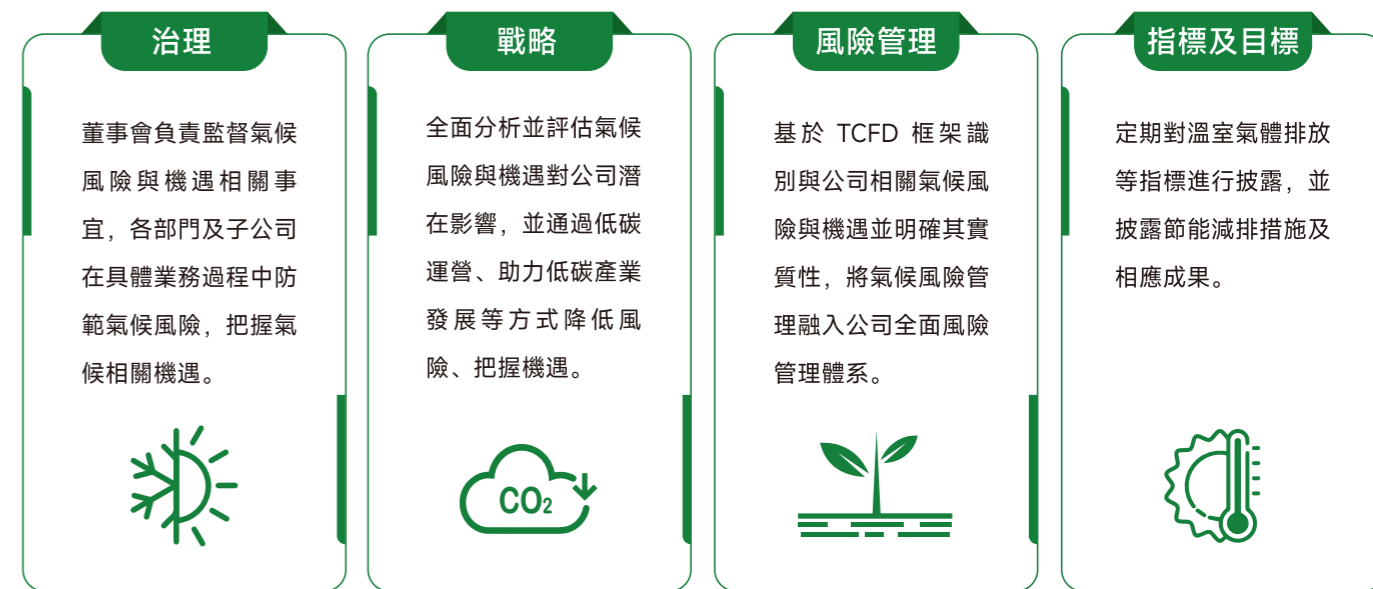 治理
董事會負責監督氣候
風險與機遇相關事
宜，各部門及子公司
在具體業務過程中防
範氣候風險，把握氣
候相關機遇。
戰略
全面分析並評估氣候
風險與機遇對公司潛
在影響，並通過低碳
運營、助力低碳產業
發展等方式降低風
險、把握機遇。
CO₂
風險管理
基於 TCFD 框架識
別與公司相關氣候風
險與機遇並明確其實
質性，將氣候風險管
理融入公司全面風險
管理體系。
指標及目標
定期對溫室氣體排放
等指標進行披露，並
披露節能減排措施及
相應成果。